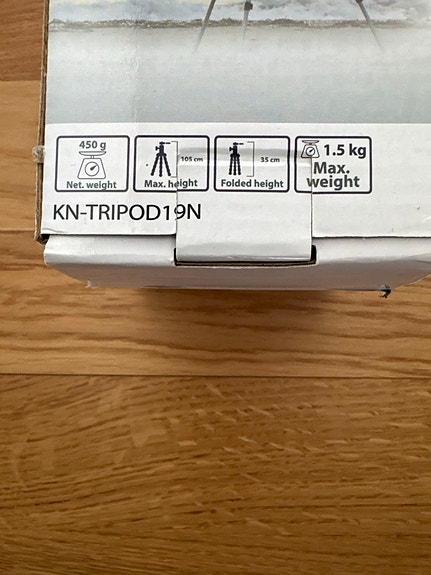 450 g
Net. weight
105 cm
Max. height
35 cm
Folded height
1.5 kg
Max.
weight
KN-TRIPOD19N